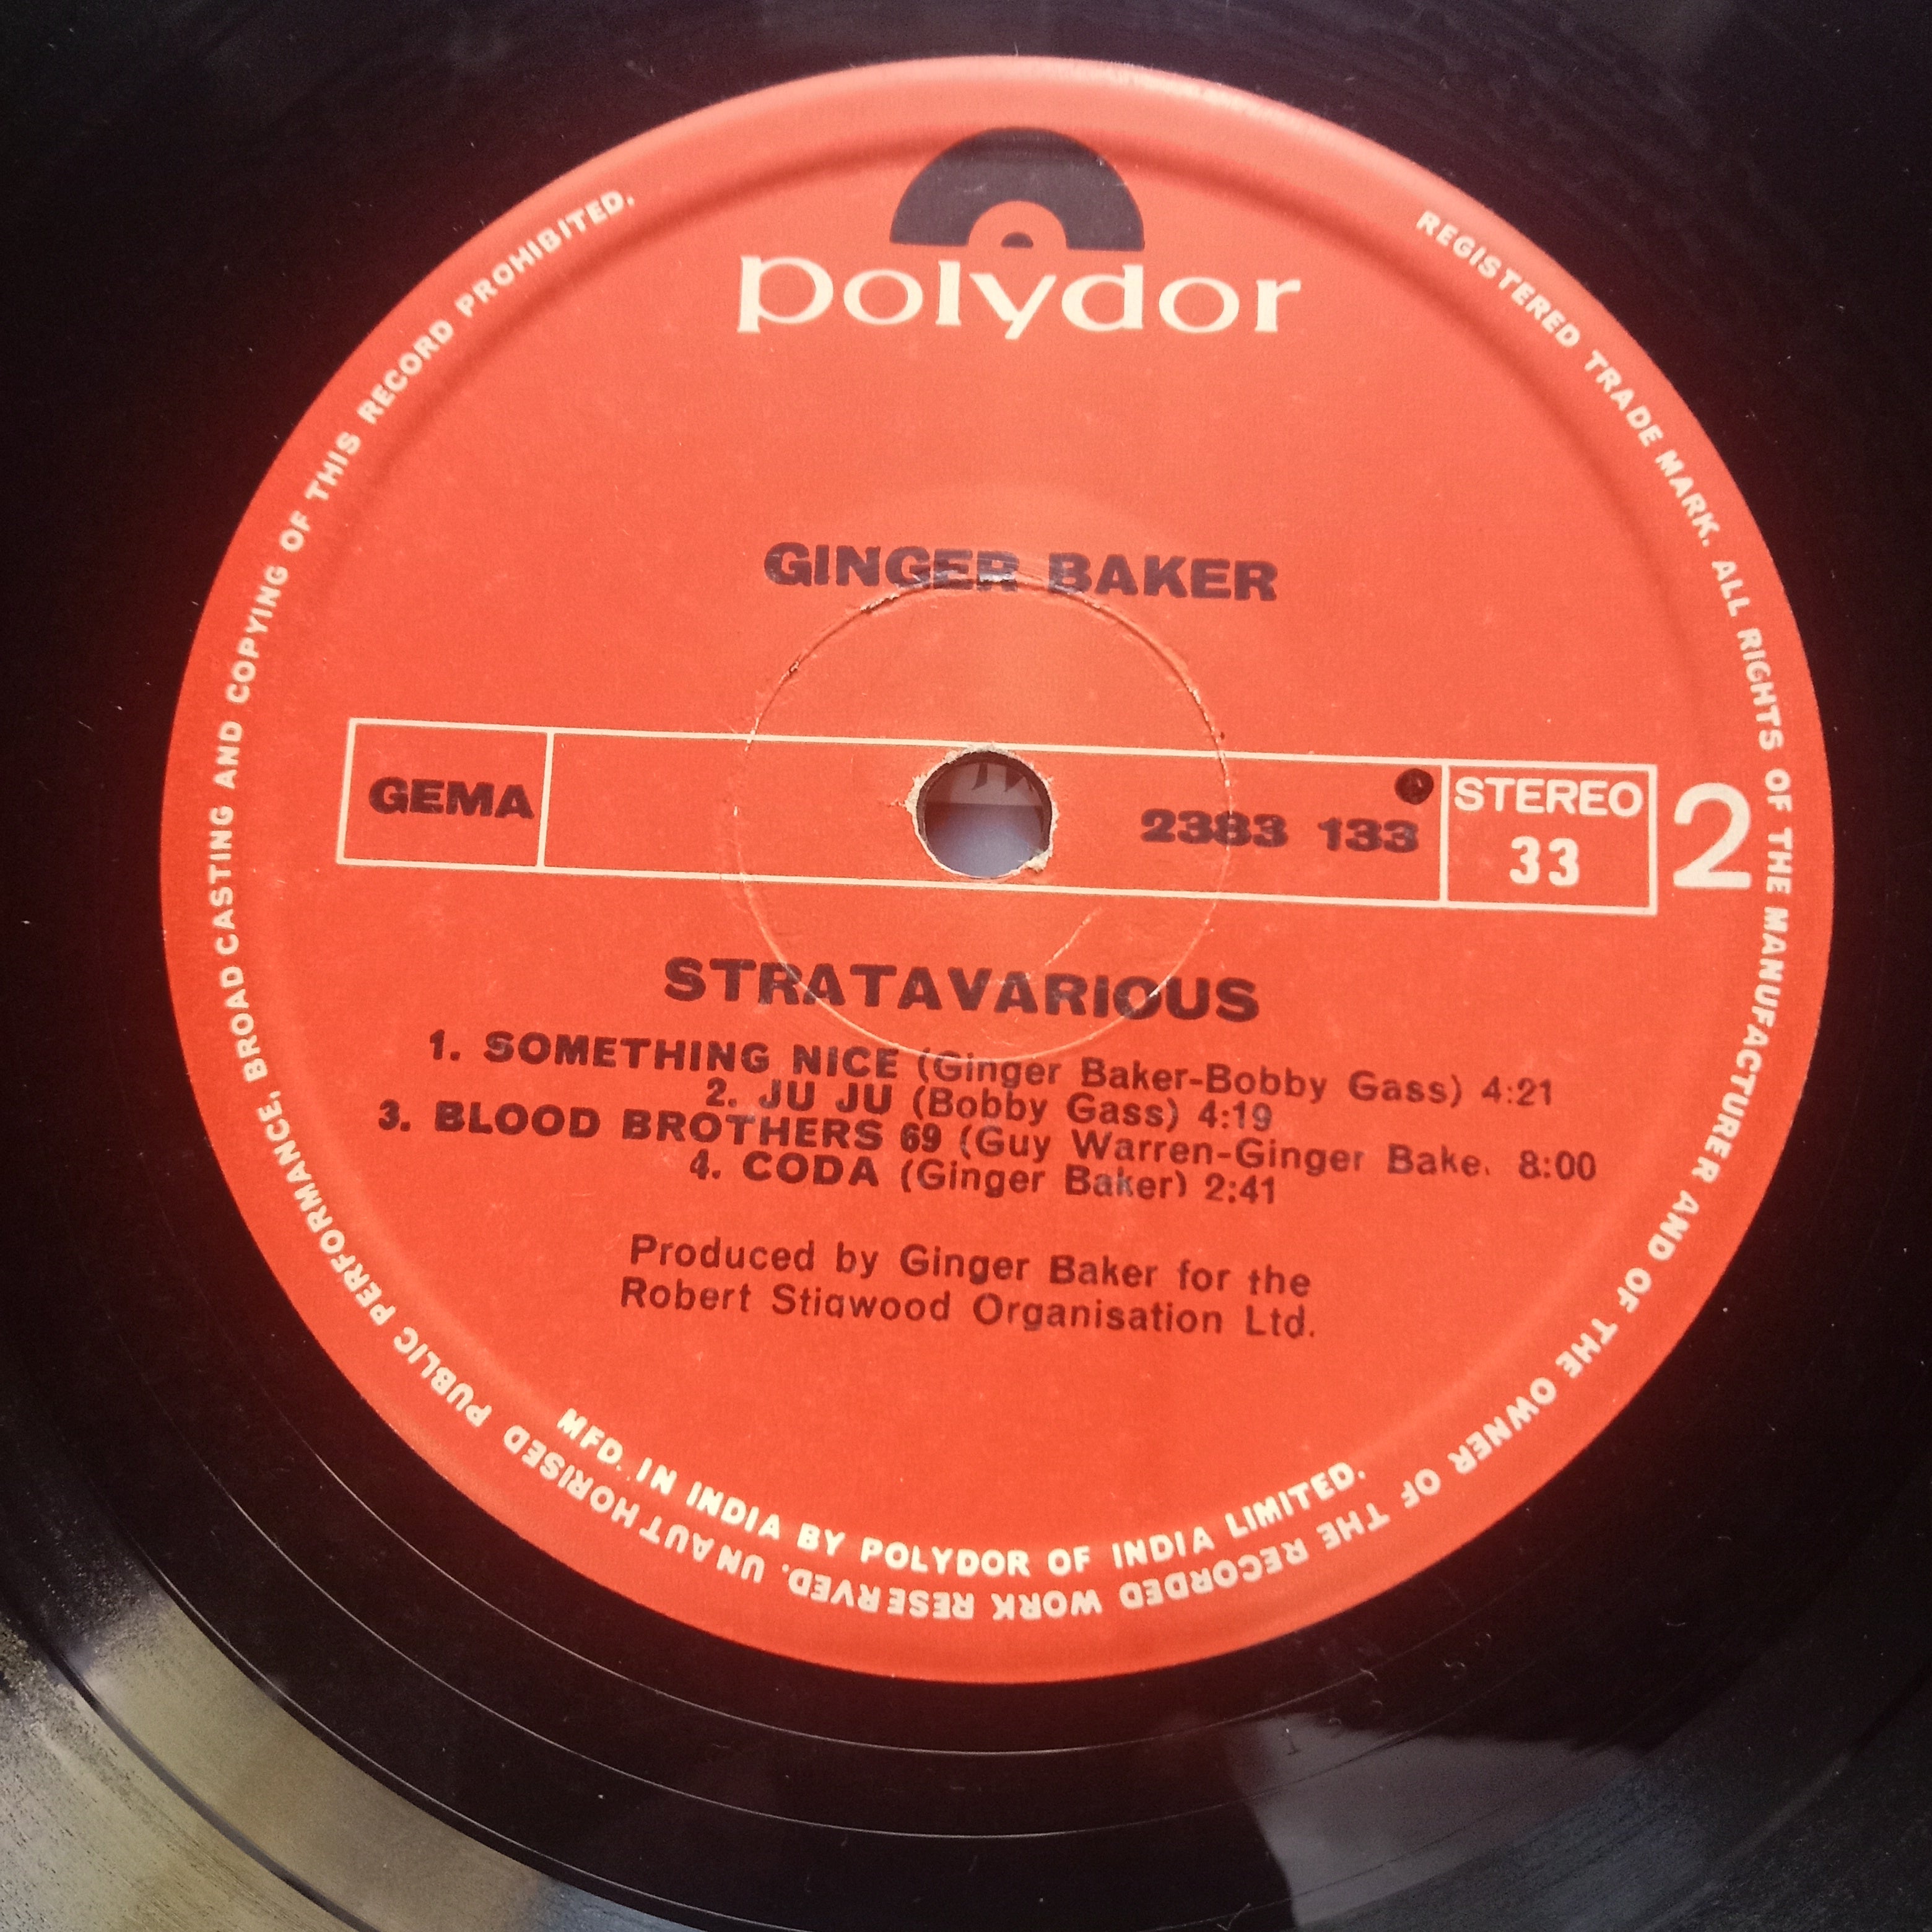 polydor
GINGER BAKER
GEMA
2383 133
STEREO
33
2
STRATAVARIOUS
1. SOMETHING NICE (Ginger Baker-Bobby Gass) 4:21
2. JU JU (Bobby Gass) 4:19
3. BLOOD BROTHERS 69 (Guy Warren-Ginger Bake. 8:00
4. CODA (Ginger Baker) 2:41
Produced by Ginger Baker for the
Robert Stigwood Organisation Ltd.
MFD. IN INDIA BY POLYDOR OF INDIA LIMITED.
REGISTERED TRADE MARK. ALL RIGHTS OF THE MANUFACTURER AND OF THE OWNER OF THE RECORDED WORK RESERVED. UNAUTHORISED PUBLIC PERFORMANCE, BROADCASTING AND COPYING OF THIS RECORD PROHIBITED.